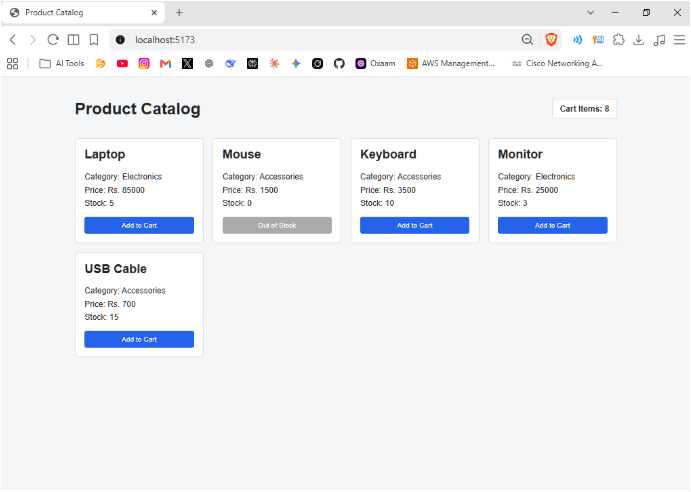 Product Catalog
localhost:5173
AI Tools
Oxaam
AWS Management...
Cisco Networking A...
Product Catalog
Cart Items: 8
Laptop
Category: Electronics
Price: Rs. 85000
Stock: 5
Add to Cart
Mouse
Category: Accessories
Price: Rs. 1500
Stock: 0
Out of Stock
Keyboard
Category: Accessories
Price: Rs. 3500
Stock: 10
Add to Cart
Monitor
Category: Electronics
Price: Rs. 25000
Stock: 3
Add to Cart
USB Cable
Category: Accessories
Price: Rs. 700
Stock: 15
Add to Cart